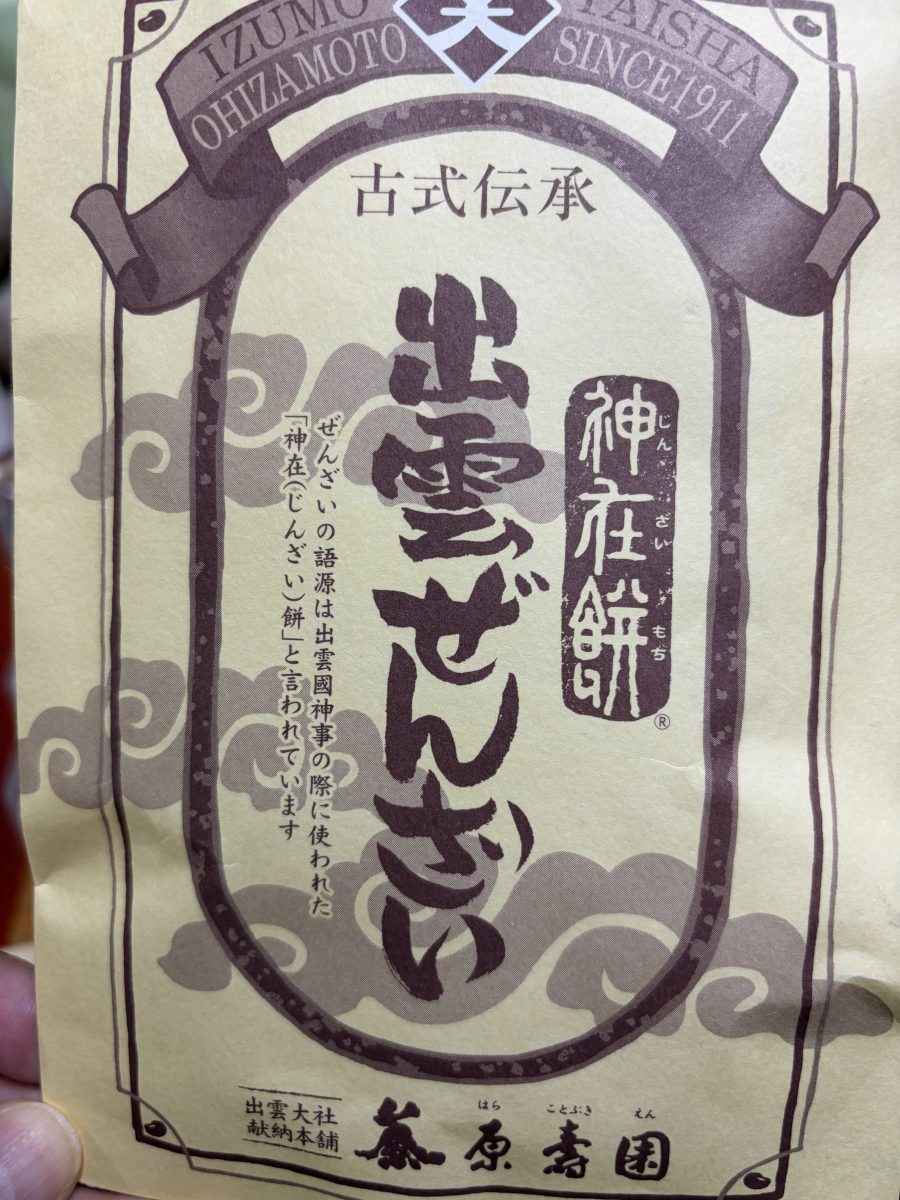 IZUMO TAISHA
OHIZAMOTO SINCE1911
古式伝承
神在餅
じんざいもち
®
出雲ぜんざい
ぜんざいの語源は出雲國神事の際に使われた
「神在(じんざい)餅」と言われています
出雲大社
献納本舗
はら ことぶき えん
原壽園